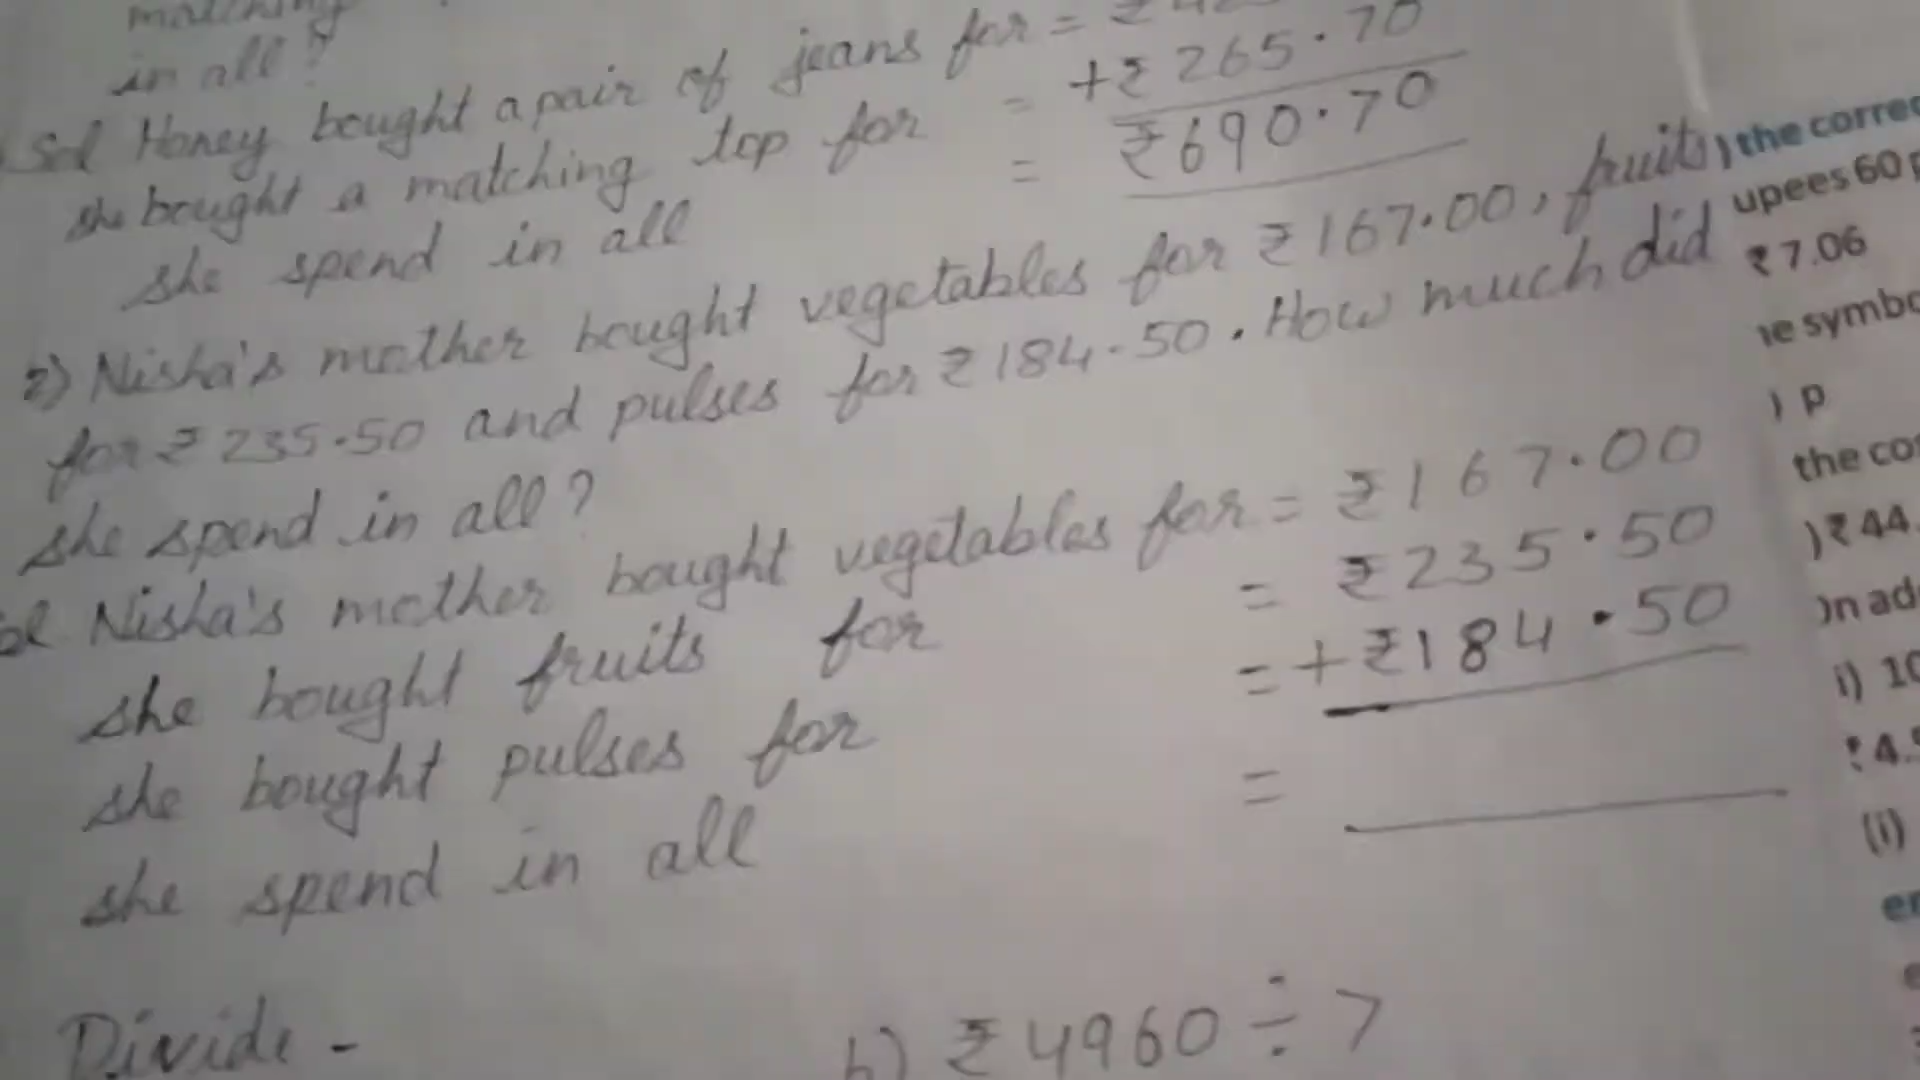 matching
in all?
Sol Honey bought a pair of jeans for =
+ ₹ 265.70
she bought a matching top for =
she spend in all = ₹690.70
2) Nisha's mother bought vegetables for ₹167.00, fruits
for ₹235.50 and pulses for ₹184.50. How much did
she spend in all?
Nisha's mother bought vegetables for = ₹167.00
she bought fruits for = ₹235.50
she bought pulses for = + ₹184.50
she spend in all =
Divide -
b) ₹4960 ÷ 7
) the correc
upees 60 p
₹7.06
) p
the cos
) ₹44.
i) 10
(i)